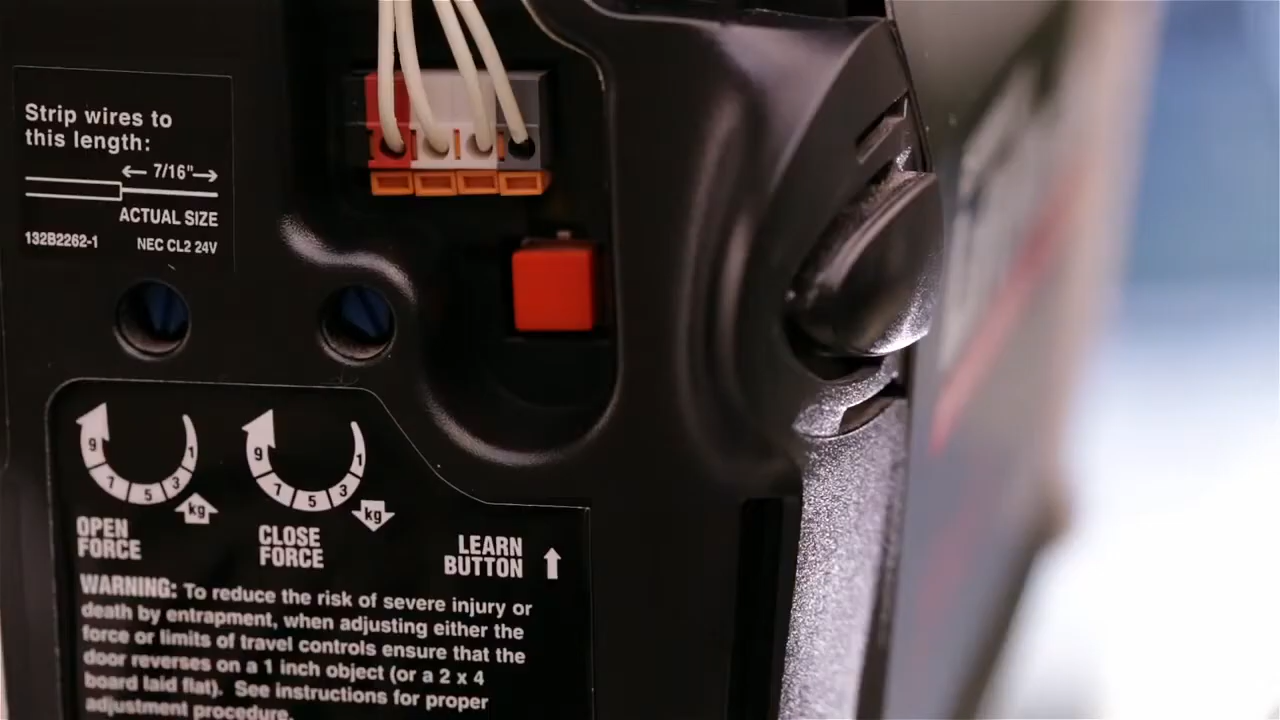 Strip wires to
this length:
7/16"
ACTUAL SIZE
132B2262-1 NEC CL2 24V
9 7 5 3 1
kg
OPEN
FORCE
9 7 5 3 1
kg
CLOSE
FORCE
LEARN
BUTTON
WARNING: To reduce the risk of severe injury or
death by entrapment, when adjusting either the
force or limits of travel controls ensure that the
door reverses on a 1 inch object (or a 2 x 4
board laid flat). See instructions for proper
adjustment procedure.